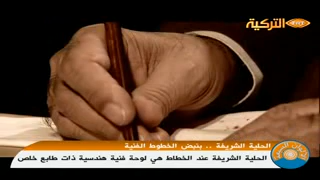 التركية
الحلية الشريفة .. بنبض الخطوط الفنية
الحلية الشريفة عند الخطاط هي لوحة فنية هندسية ذات طابع خاص